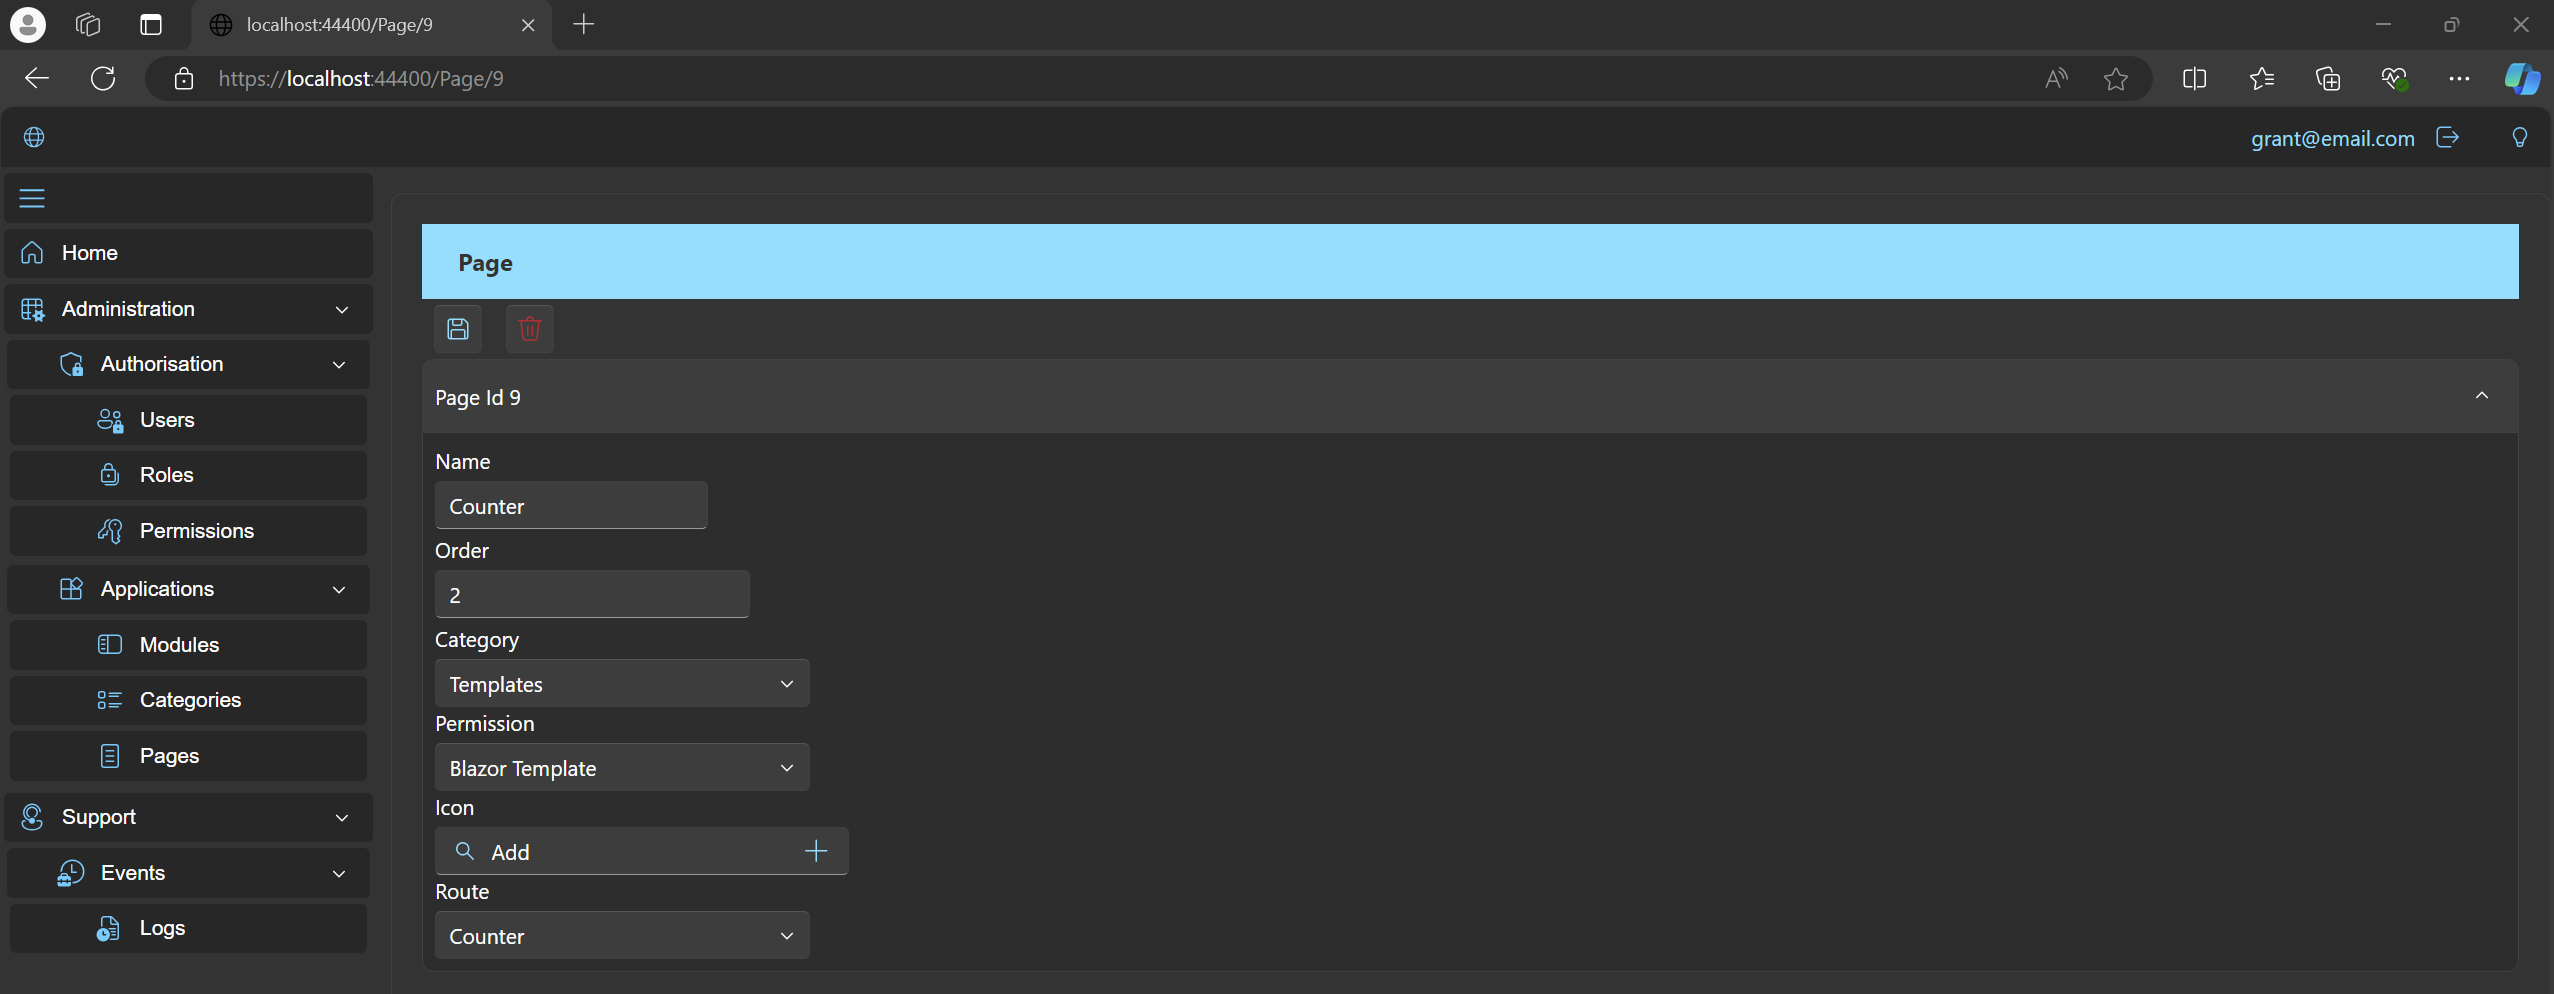 localhost:44400/Page/9
https://localhost:44400/Page/9
grant@email.com
Home
Administration
Authorisation
Users
Roles
Permissions
Applications
Modules
Categories
Pages
Support
Events
Logs
Page
Page Id 9
Name
Counter
Order
2
Category
Templates
Permission
Blazor Template
Icon
Add
Route
Counter